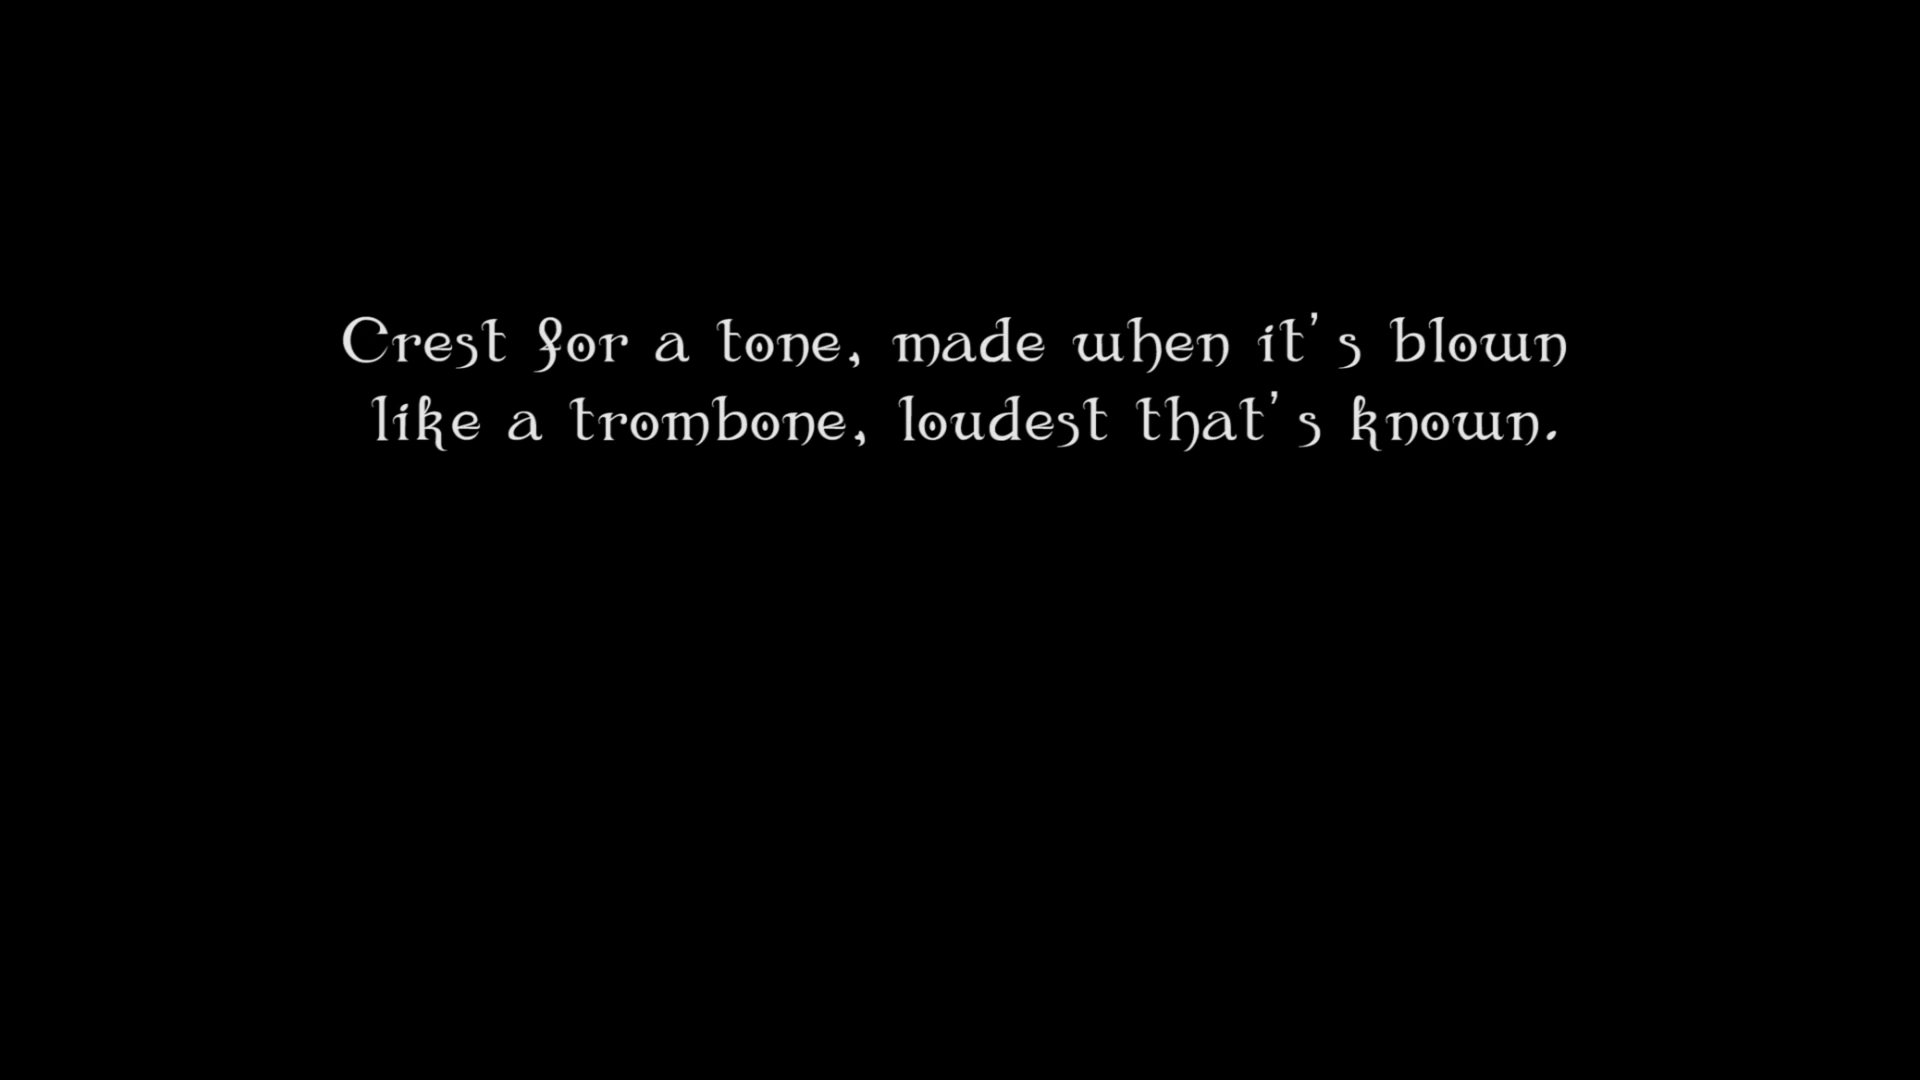 Crest for a tone, made when it's blown
like a trombone, loudest that's known.